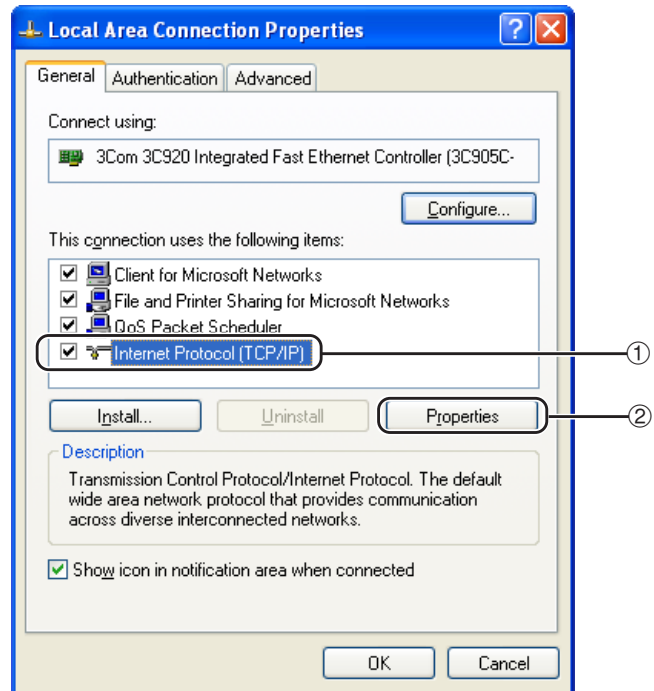 Local Area Connection Properties
General Authentication Advanced
Connect using:
3Com 3C920 Integrated Fast Ethernet Controller (3C905C-
Configure...
This connection uses the following items:
Client for Microsoft Networks
File and Printer Sharing for Microsoft Networks
QoS Packet Scheduler
Internet Protocol (TCP/IP)
①
Install... Uninstall Properties
②
Description
Transmission Control Protocol/Internet Protocol. The default
wide area network protocol that provides communication
across diverse interconnected networks.
Show icon in notification area when connected
OK Cancel